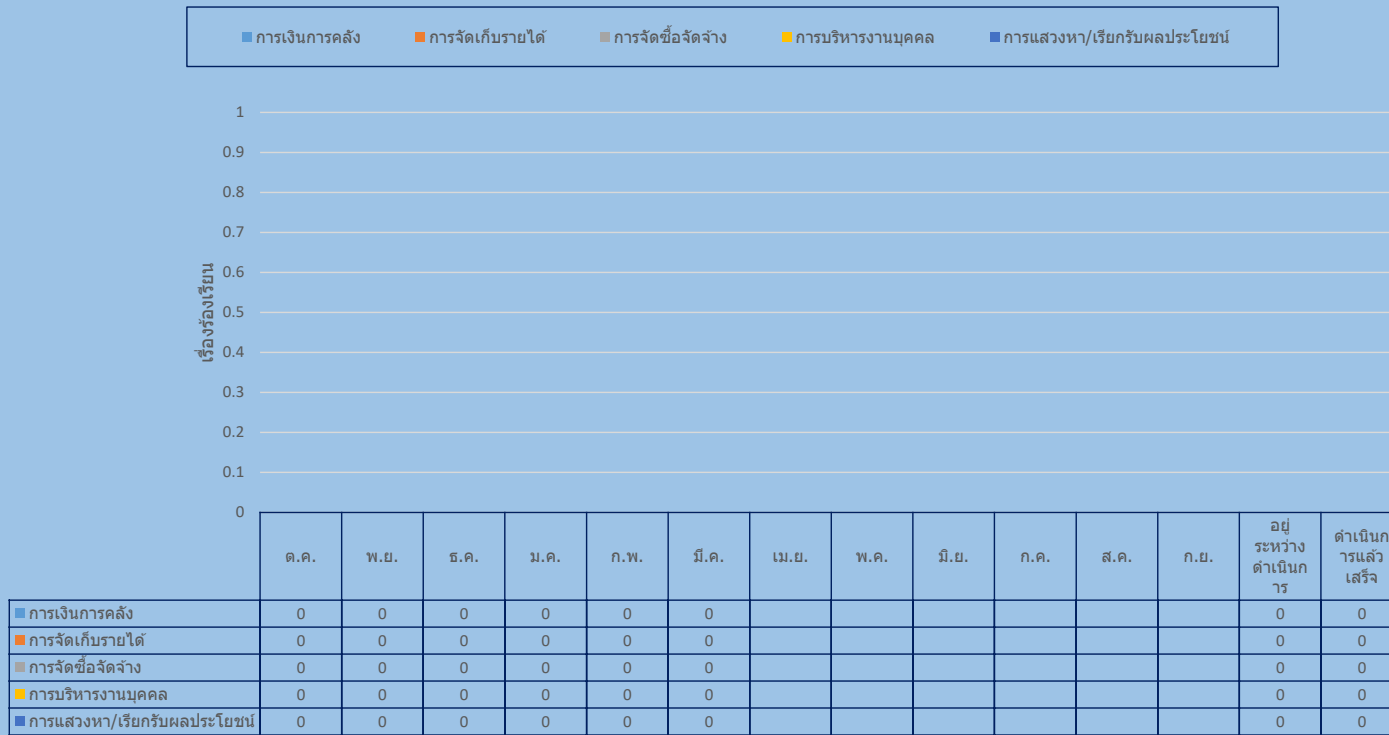 การเงินการคลัง การจัดเก็บรายได้ การจัดซื้อจัดจ้าง การบริหารงานบุคคล การแสวงหา/เรียกรับผลประโยชน์
1
0.9
0.8
0.7
0.6
0.5
0.4
0.3
0.2
0.1
0
เรื่องร้องเรียน
ต.ค. พ.ย. ธ.ค. ม.ค. ก.พ. มี.ค. เม.ย. พ.ค. มิ.ย. ก.ค. ส.ค. ก.ย.
อยู่
ระหว่าง
ดำเนินก
าร
ดำเนินก
ารแล้ว
เสร็จ
การเงินการคลัง 0 0 0 0 0 0 0 0
การจัดเก็บรายได้ 0 0 0 0 0 0 0 0
การจัดซื้อจัดจ้าง 0 0 0 0 0 0 0 0
การบริหารงานบุคคล 0 0 0 0 0 0 0 0
การแสวงหา/เรียกรับผลประโยชน์ 0 0 0 0 0 0 0 0